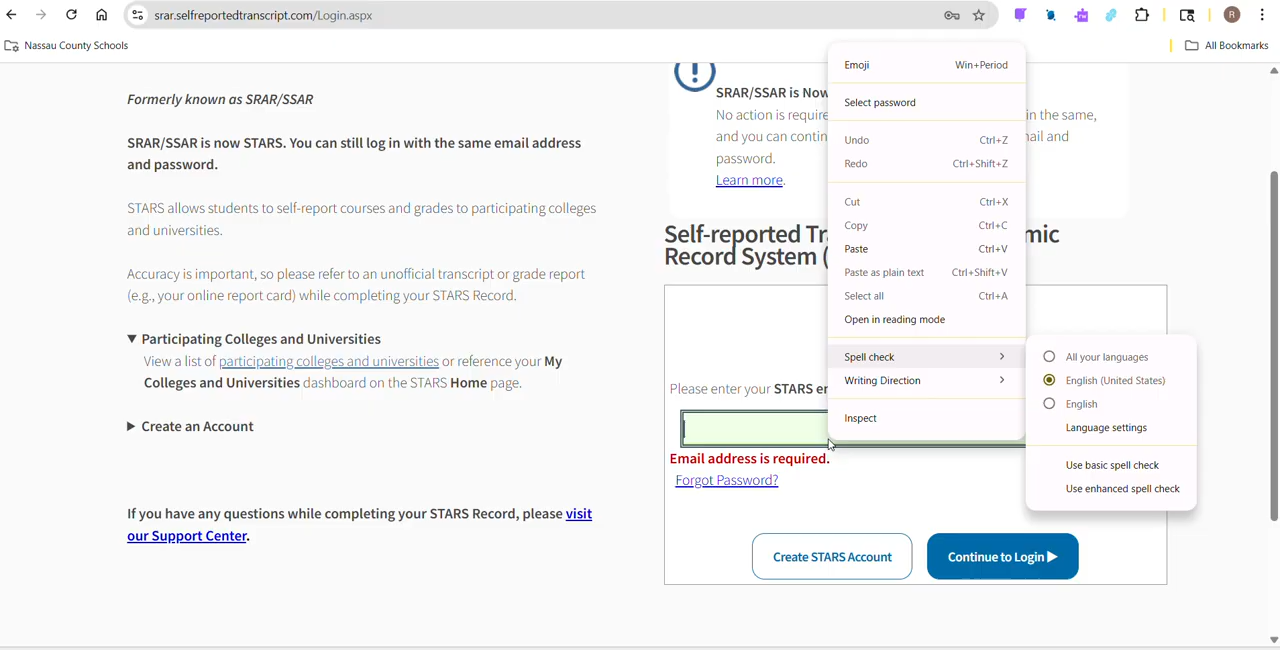 srar.selfreportedtranscript.com/Login.aspx
R
Nassau County Schools
All Bookmarks
Formerly known as SRAR/SSAR
SRAR/SSAR is now STARS. You can still log in with the same email address
and password.
STARS allows students to self-report courses and grades to participating colleges
and universities.
Accuracy is important, so please refer to an unofficial transcript or grade report
(e.g., your online report card) while completing your STARS Record.
▼ Participating Colleges and Universities
View a list of participating colleges and universities or reference your My
Colleges and Universities dashboard on the STARS Home page.
▶ Create an Account
If you have any questions while completing your STARS Record, please visit
our Support Center.
SRAR/SSAR is Now
No action is require in the same,
and you can contin ail and
password.
Learn more.
Self-reported Tra mic
Record System (
Please enter your STARS e
Email address is required.
Forgot Password?
Create STARS Account
Continue to Login ▶
Emoji Win+Period
Select password
Undo Ctrl+Z
Redo Ctrl+Shift+Z
Cut Ctrl+X
Copy Ctrl+C
Paste Ctrl+V
Paste as plain text Ctrl+Shift+V
Select all Ctrl+A
Open in reading mode
Spell check
Writing Direction
Inspect
All your languages
English (United States)
English
Language settings
Use basic spell check
Use enhanced spell check